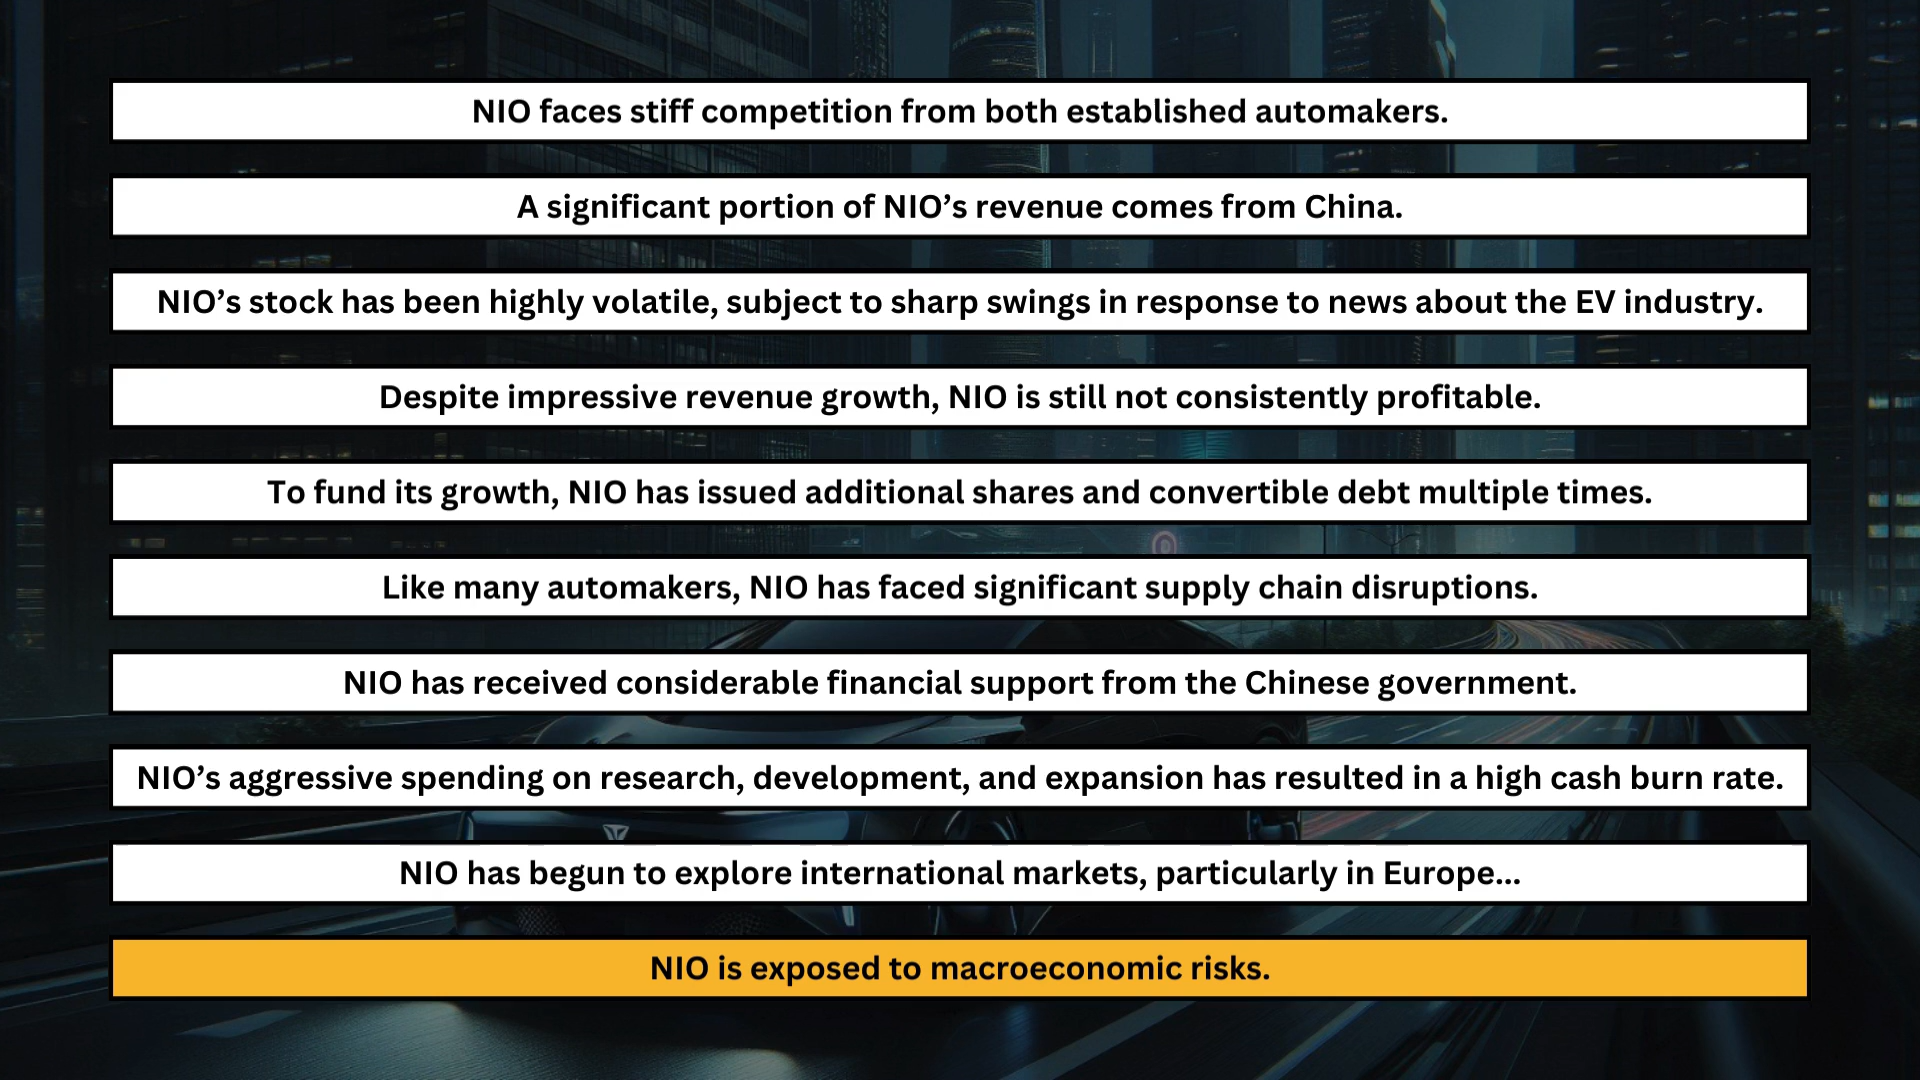 NIO faces stiff competition from both established automakers.
A significant portion of NIO’s revenue comes from China.
NIO’s stock has been highly volatile, subject to sharp swings in response to news about the EV industry.
Despite impressive revenue growth, NIO is still not consistently profitable.
To fund its growth, NIO has issued additional shares and convertible debt multiple times.
Like many automakers, NIO has faced significant supply chain disruptions.
NIO has received considerable financial support from the Chinese government.
NIO’s aggressive spending on research, development, and expansion has resulted in a high cash burn rate.
NIO has begun to explore international markets, particularly in Europe...
NIO is exposed to macroeconomic risks.